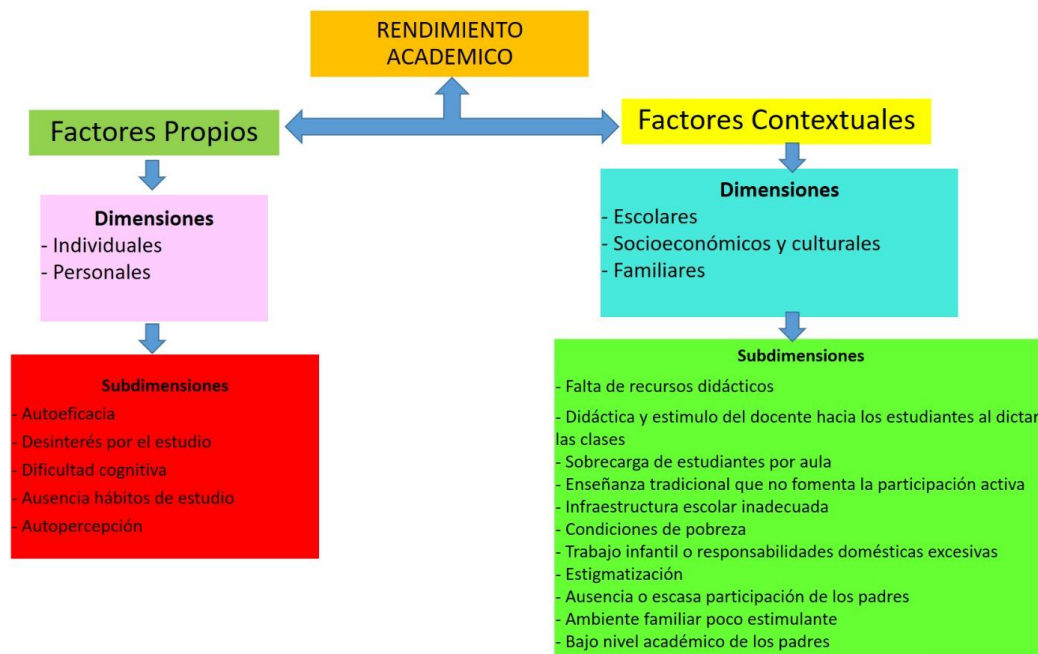 RENDIMIENTO
ACADEMICO
Factores Propios
Factores Contextuales
Dimensiones
- Individuales
- Personales
Dimensiones
- Escolares
- Socioeconómicos y culturales
- Familiares
Subdimensiones
- Autoeficacia
- Desinterés por el estudio
- Dificultad cognitiva
- Ausencia hábitos de estudio
- Autopercepción
Subdimensiones
- Falta de recursos didácticos
- Didáctica y estimulo del docente hacia los estudiantes al dictar
las clases
- Sobrecarga de estudiantes por aula
- Enseñanza tradicional que no fomenta la participación activa
- Infraestructura escolar inadecuada
- Condiciones de pobreza
- Trabajo infantil o responsabilidades domésticas excesivas
- Estigmatización
- Ausencia o escasa participación de los padres
- Ambiente familiar poco estimulante
- Bajo nivel académico de los padres